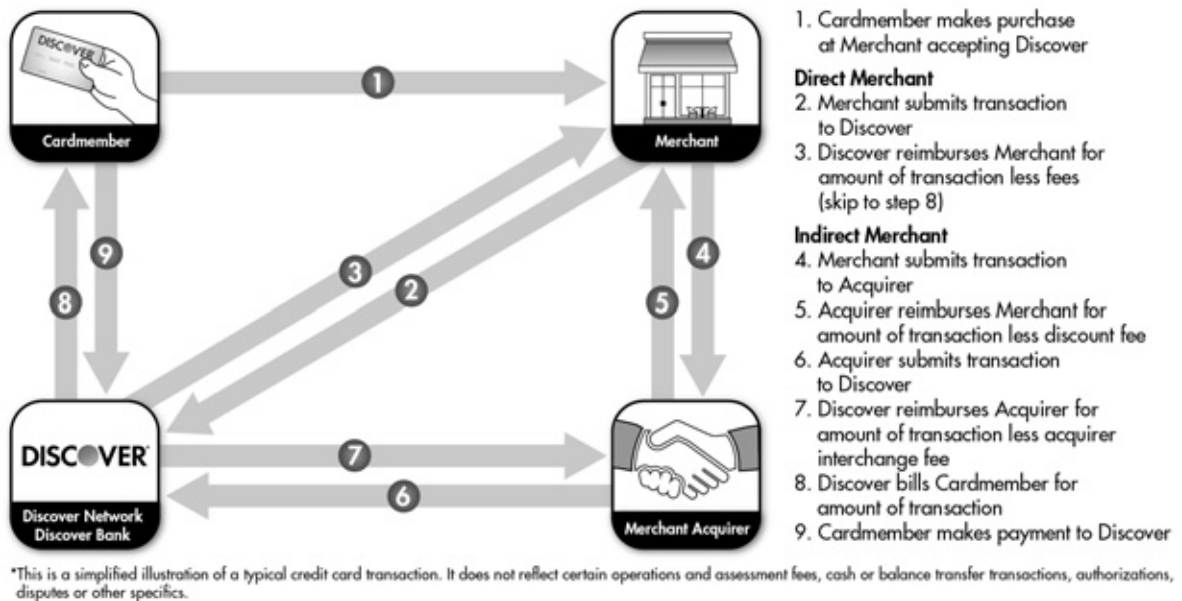 DISCOVER
Cardmember
1
Merchant
9
8
3
2
4
5
DISCOVER
Discover Network
Discover Bank
7
6
Merchant Acquirer
1. Cardmember makes purchase
at Merchant accepting Discover
Direct Merchant
2. Merchant submits transaction
to Discover
3. Discover reimburses Merchant for
amount of transaction less fees
(skip to step 8)
Indirect Merchant
4. Merchant submits transaction
to Acquirer
5. Acquirer reimburses Merchant for
amount of transaction less discount fee
6. Acquirer submits transaction
to Discover
7. Discover reimburses Acquirer for
amount of transaction less acquirer
interchange fee
8. Discover bills Cardmember for
amount of transaction
9. Cardmember makes payment to Discover
*This is a simplified illustration of a typical credit card transaction. It does not reflect certain operations and assessment fees, cash or balance transfer transactions, authorizations,
disputes or other specifics.